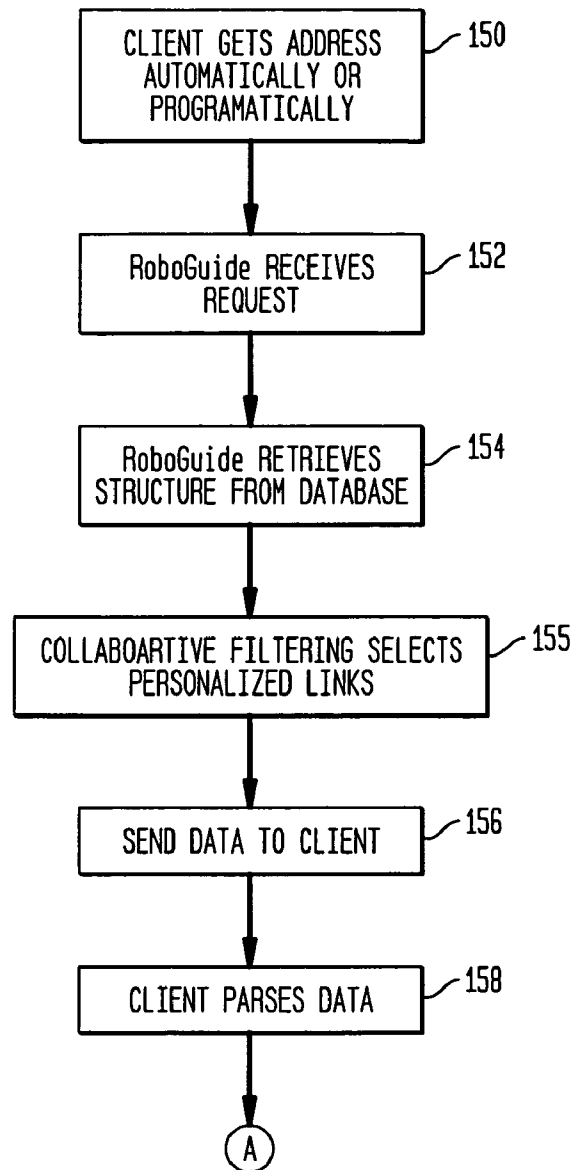 CLIENT GETS ADDRESS
AUTOMATICALLY OR
PROGRAMATICALLY
150
RoboGuide RECEIVES
REQUEST
152
RoboGuide RETRIEVES
STRUCTURE FROM DATABASE
154
COLLABOARTIVE FILTERING SELECTS
PERSONALIZED LINKS
155
SEND DATA TO CLIENT
156
CLIENT PARSES DATA
158
A